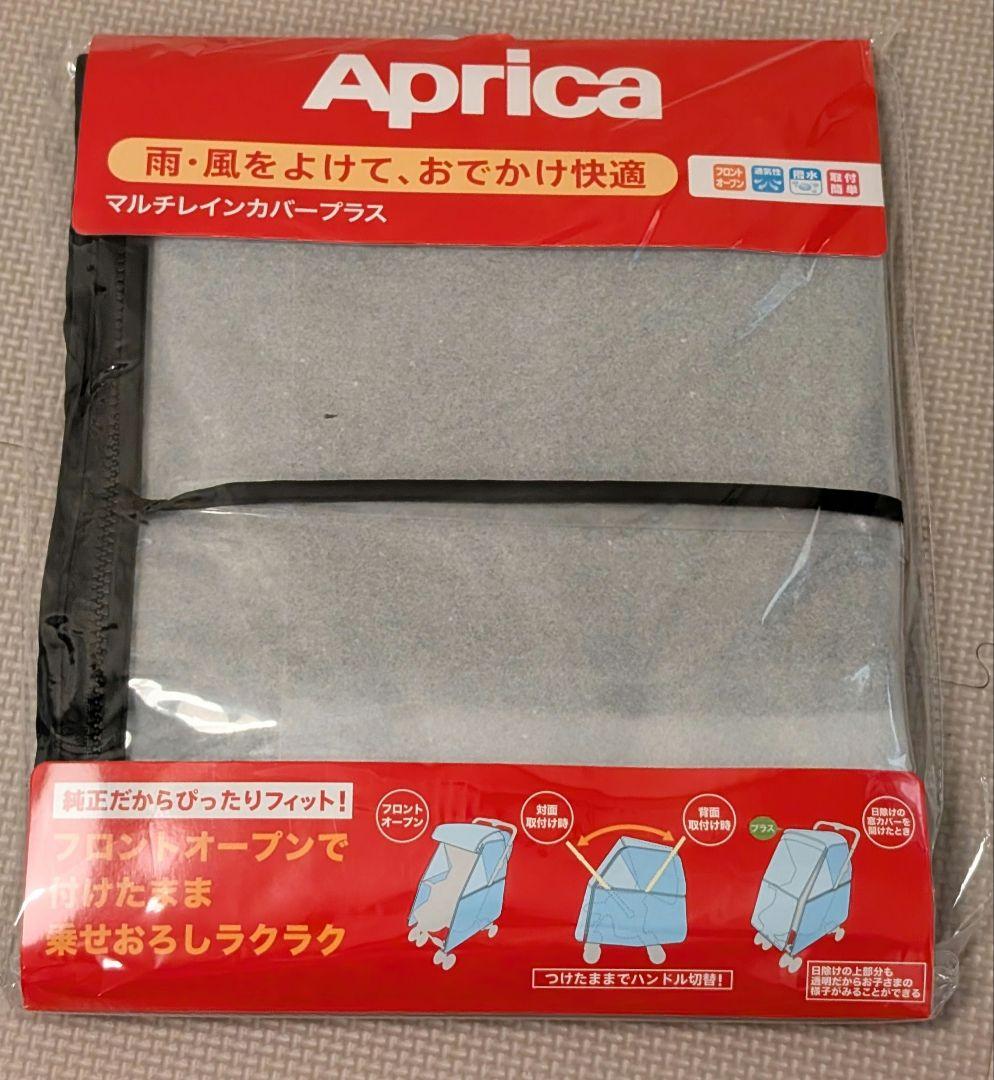 Aprica
雨・風をよけて、おでかけ快適
フロント
オープン
通気性
撥水
取付
簡単
マルチレインカバープラス
純正だからぴったりフィット!
フロントオープンで
付けたまま
乗せおろしラクラク
フロント
オープン
対面
取付け時
背面
取付け時
つけたままでハンドル切替!
プラス
日除けの
窓カバーを
開けたとき
日除けの上部分も
透明だからお子さまの
様子がみることができる